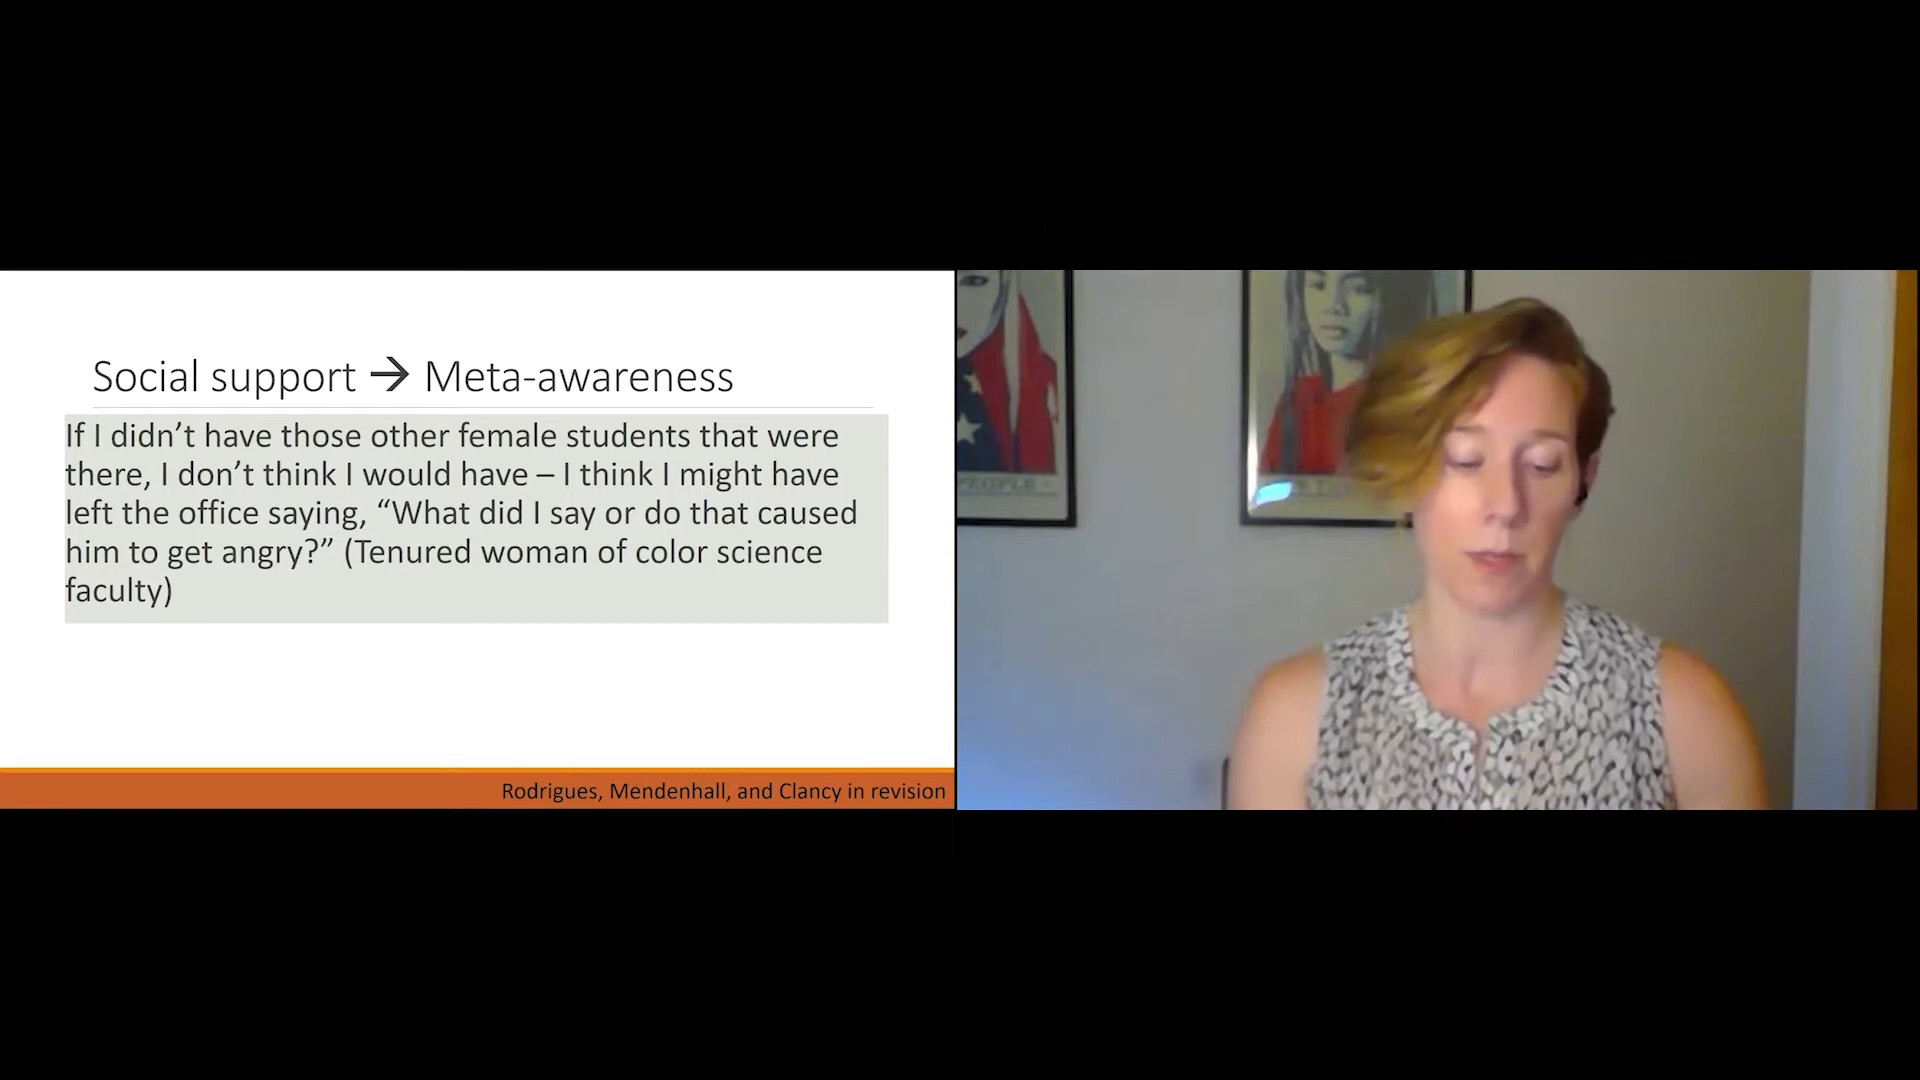 Social support → Meta-awareness
If I didn’t have those other female students that were
there, I don’t think I would have – I think I might have
left the office saying, “What did I say or do that caused
him to get angry?” (Tenured woman of color science
faculty)
Rodrigues, Mendenhall, and Clancy in revision
PEOPLE